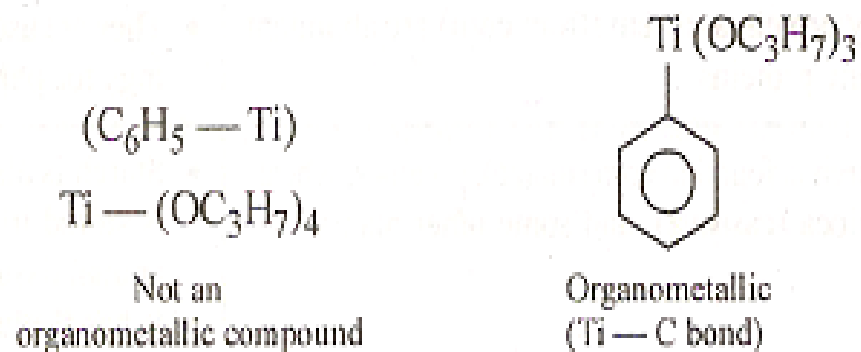 (C₆H₅ — Ti)
Ti — (OC₃H₇)₄
Not an
organometallic compound
Ti (OC₃H₇)₃
Organometallic
(Ti — C bond)